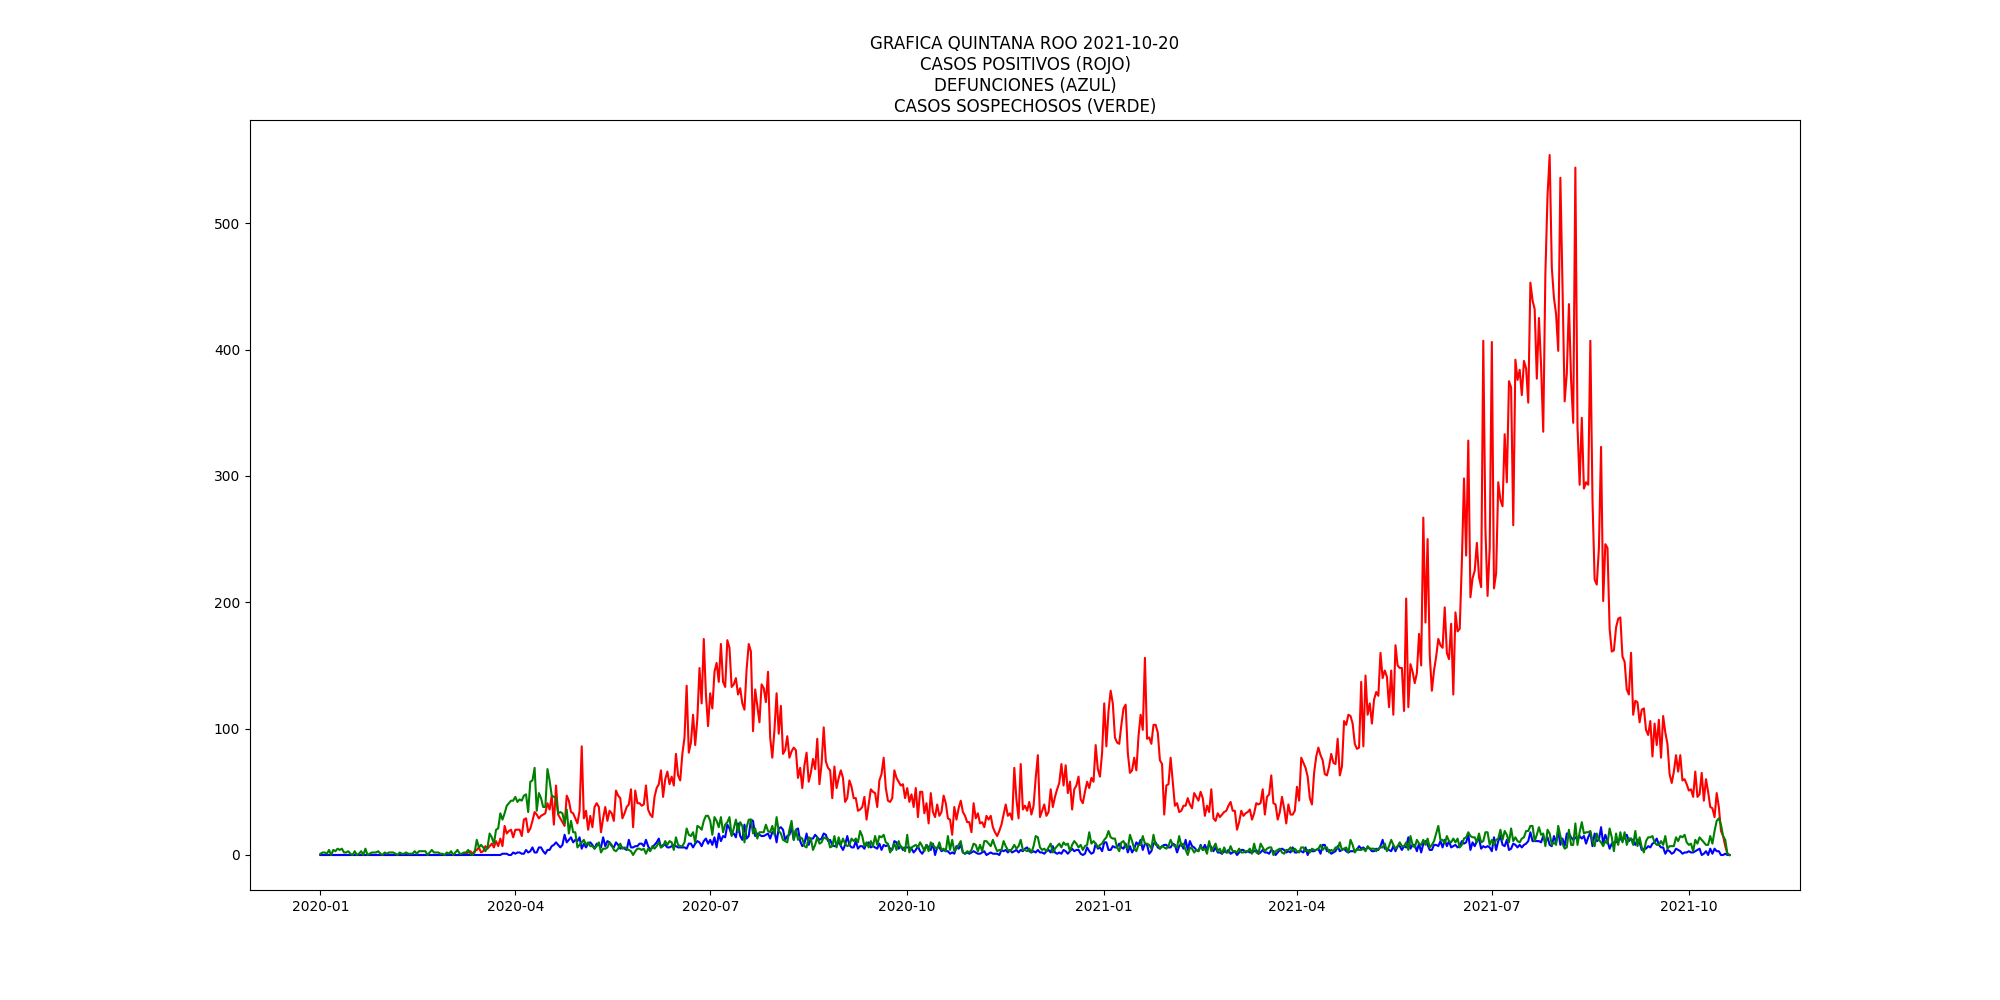 GRAFICA QUINTANA ROO 2021-10-20
CASOS POSITIVOS (ROJO)
DEFUNCIONES (AZUL)
CASOS SOSPECHOSOS (VERDE)
500
400
300
200
100
0
2020-01 2020-04 2020-07 2020-10 2021-01 2021-04 2021-07 2021-10